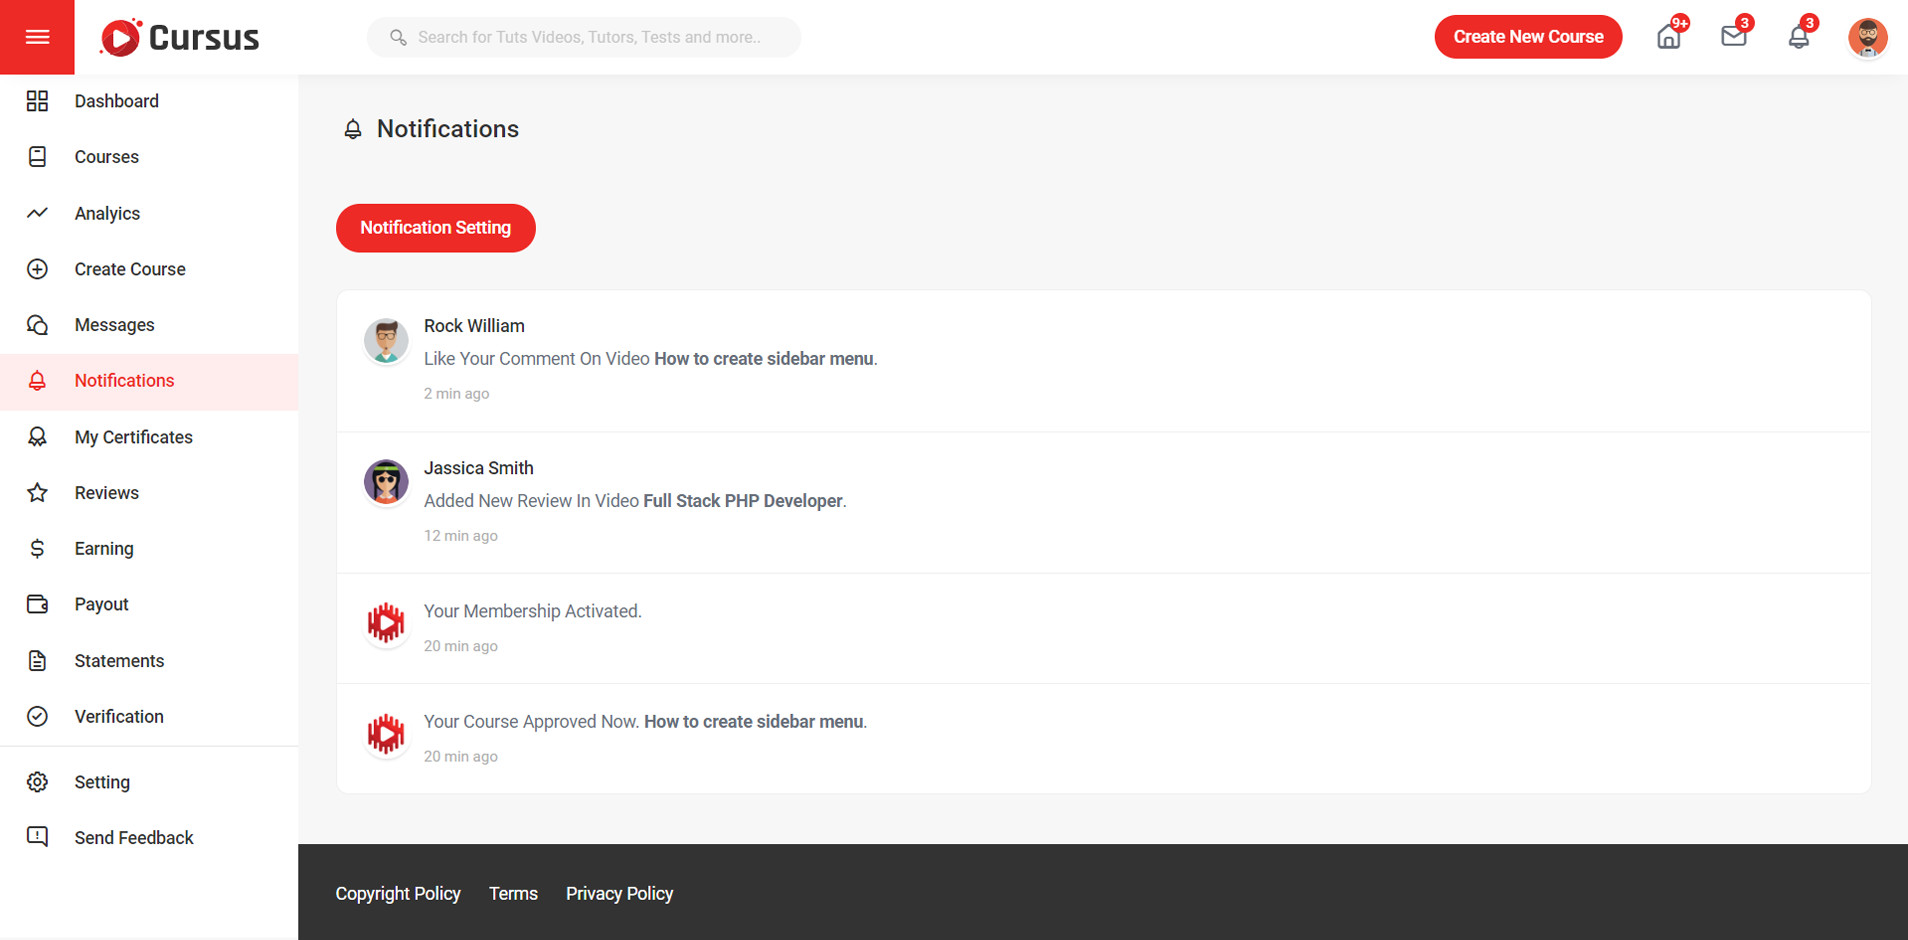 Cursus
Search for Tuts Videos, Tutors, Tests and more..
Create New Course
9+
3
3
Dashboard
Courses
Analyics
Create Course
Messages
Notifications
My Certificates
Reviews
Earning
Payout
Statements
Verification
Setting
Send Feedback
Notifications
Notification Setting
Rock William
Like Your Comment On Video How to create sidebar menu.
2 min ago
Jassica Smith
Added New Review In Video Full Stack PHP Developer.
12 min ago
Your Membership Activated.
20 min ago
Your Course Approved Now. How to create sidebar menu.
20 min ago
Copyright Policy Terms Privacy Policy